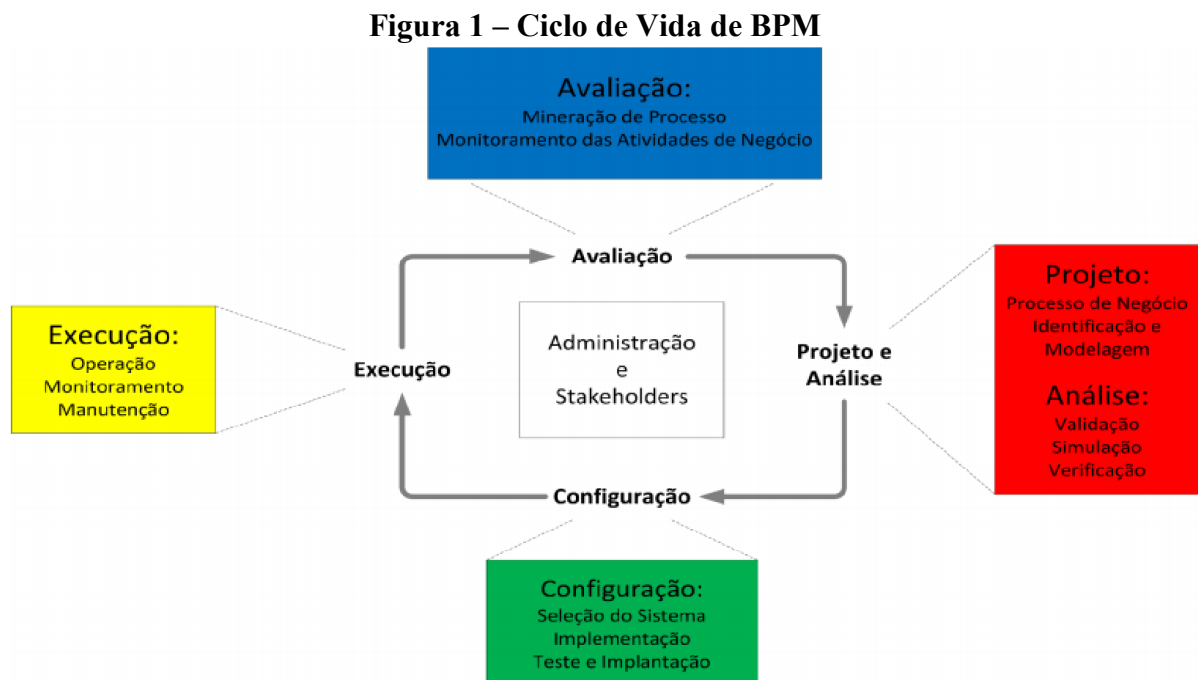 Figura 1 – Ciclo de Vida de BPM
Avaliação:
Mineração de Processo
Monitoramento das Atividades de Negócio
Avaliação
Projeto:
Processo de Negócio
Identificação e
Modelagem
Análise:
Validação
Simulação
Verificação
Execução:
Operação
Monitoramento
Manutenção
Execução
Administração
e
Stakeholders
Projeto e
Análise
Configuração
Configuração:
Seleção do Sistema
Implementação
Teste e Implantação